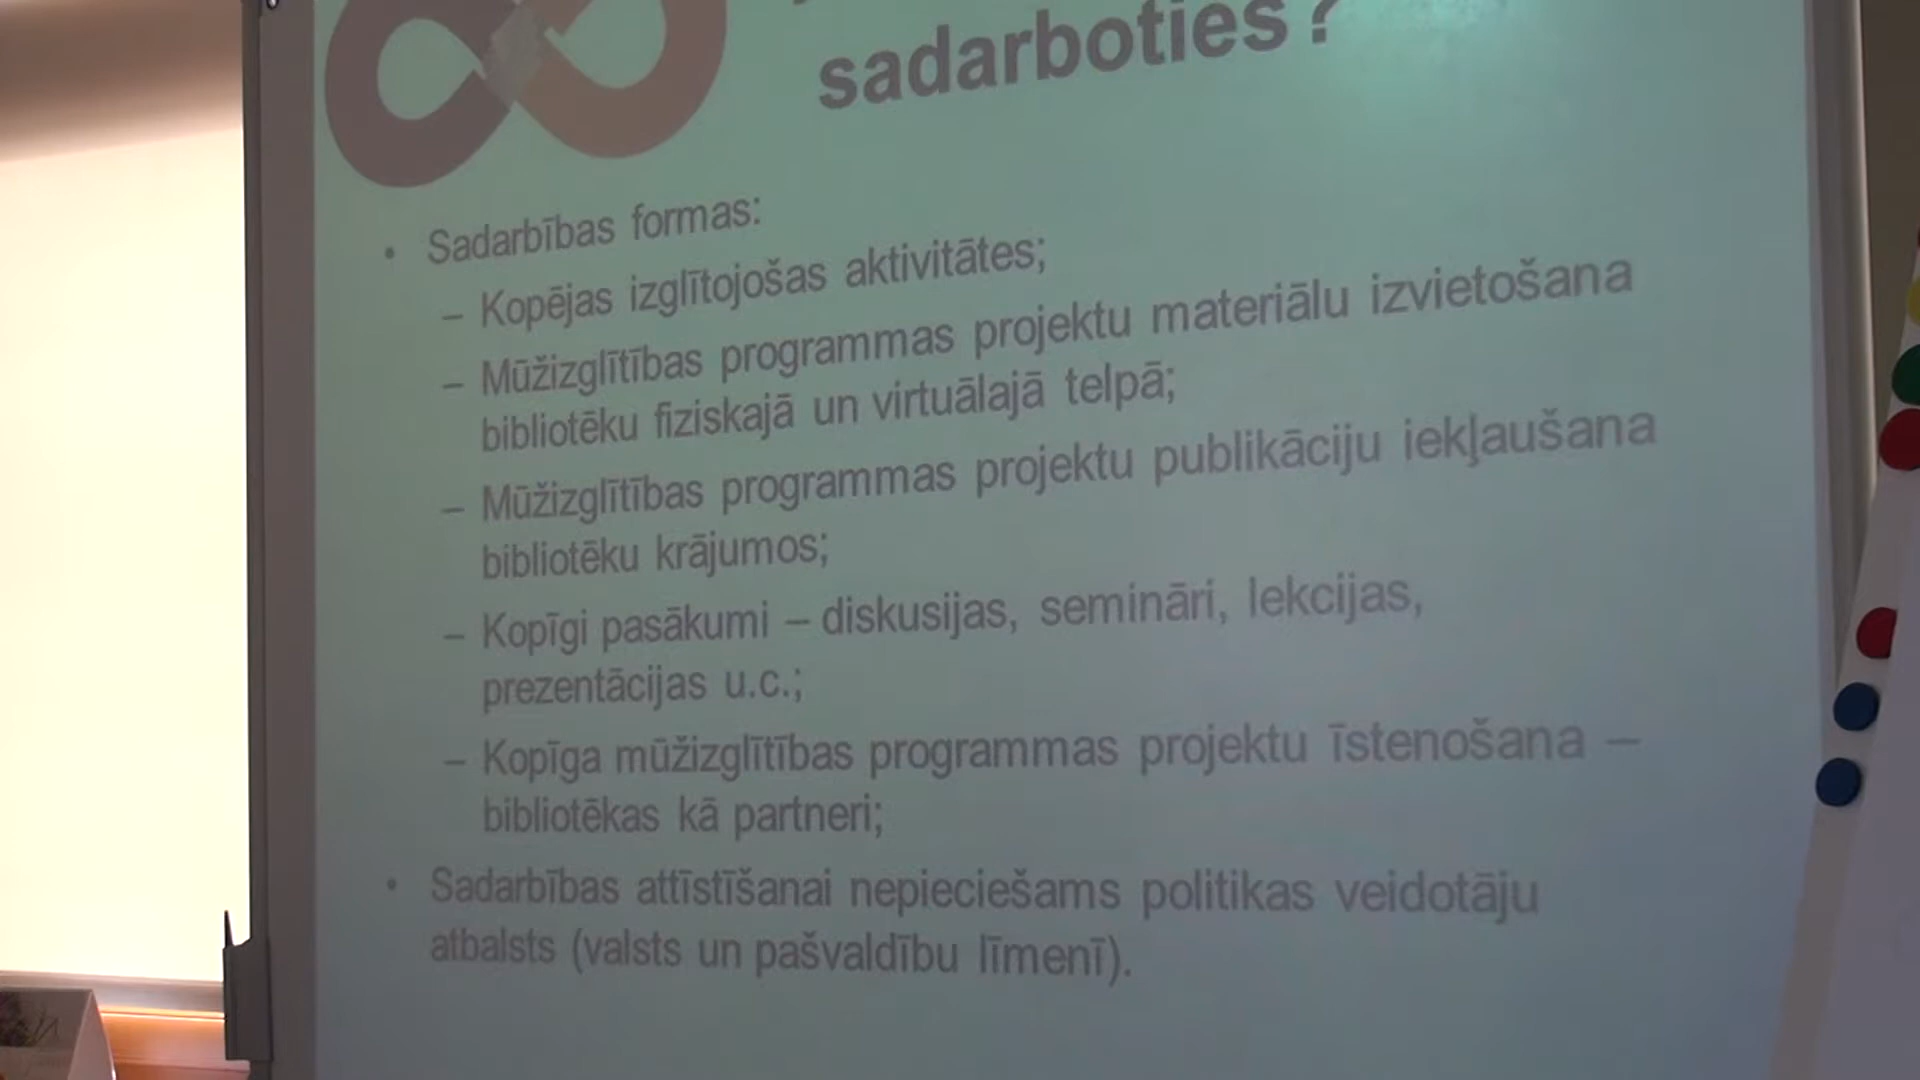 sadarboties?
• Sadarbības formas:
– Kopējas izglītojošas aktivitātes;
– Mūžizglītības programmas projektu materiālu izvietošana
bibliotēku fiziskajā un virtuālajā telpā;
– Mūžizglītības programmas projektu publikāciju iekļaušana
bibliotēku krājumos;
– Kopīgi pasākumi – diskusijas, semināri, lekcijas,
prezentācijas u.c.;
– Kopīga mūžizglītības programmas projektu īstenošana –
bibliotēkas kā partneri;
• Sadarbības attīstīšanai nepieciešams politikas veidotāju
atbalsts (valsts un pašvaldību līmenī).